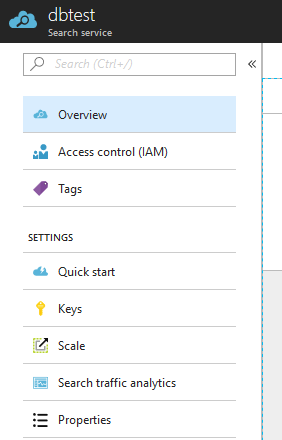 dbtest
Search service
Search (Ctrl+/)
Overview
Access control (IAM)
Tags
SETTINGS
Quick start
Keys
Scale
Search traffic analytics
Properties